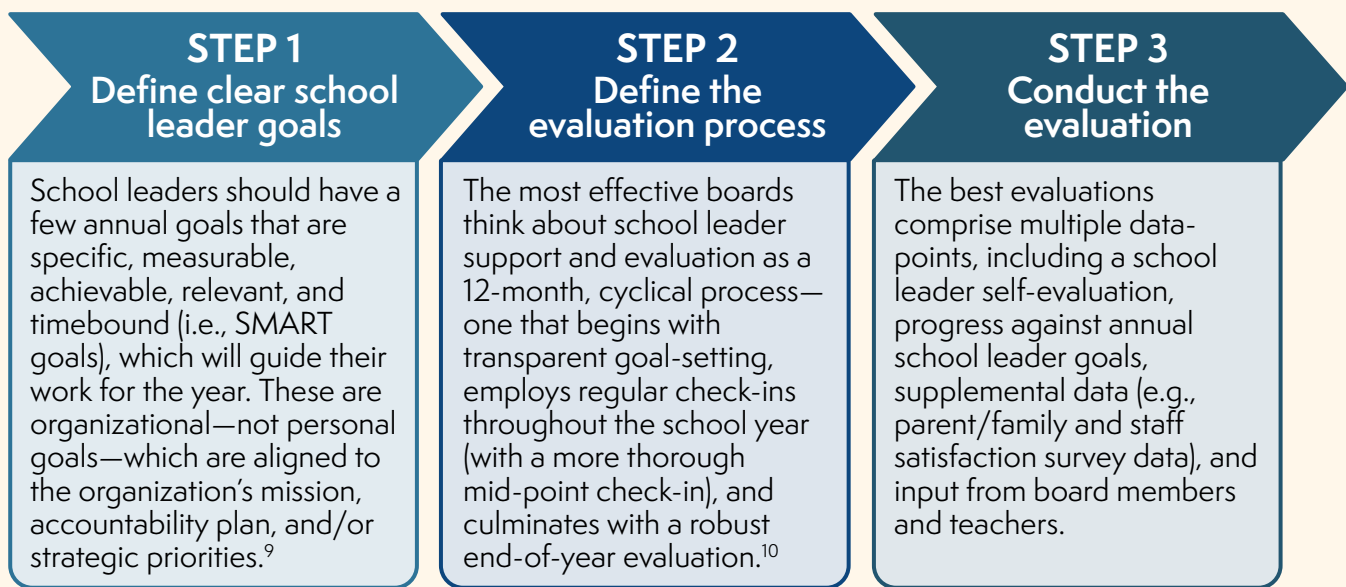 STEP 1
Define clear school
leader goals
School leaders should have a
few annual goals that are
specific, measurable,
achievable, relevant, and
timebound (i.e., SMART
goals), which will guide their
work for the year. These are
organizational—not personal
goals—which are aligned to
the organization’s mission,
accountability plan, and/or
strategic priorities.⁹
STEP 2
Define the
evaluation process
The most effective boards
think about school leader
support and evaluation as a
12-month, cyclical process—
one that begins with
transparent goal-setting,
employs regular check-ins
throughout the school year
(with a more thorough
mid-point check-in), and
culminates with a robust
end-of-year evaluation.¹⁰
STEP 3
Conduct the
evaluation
The best evaluations
comprise multiple data-
points, including a school
leader self-evaluation,
progress against annual
school leader goals,
supplemental data (e.g.,
parent/family and staff
satisfaction survey data), and
input from board members
and teachers.